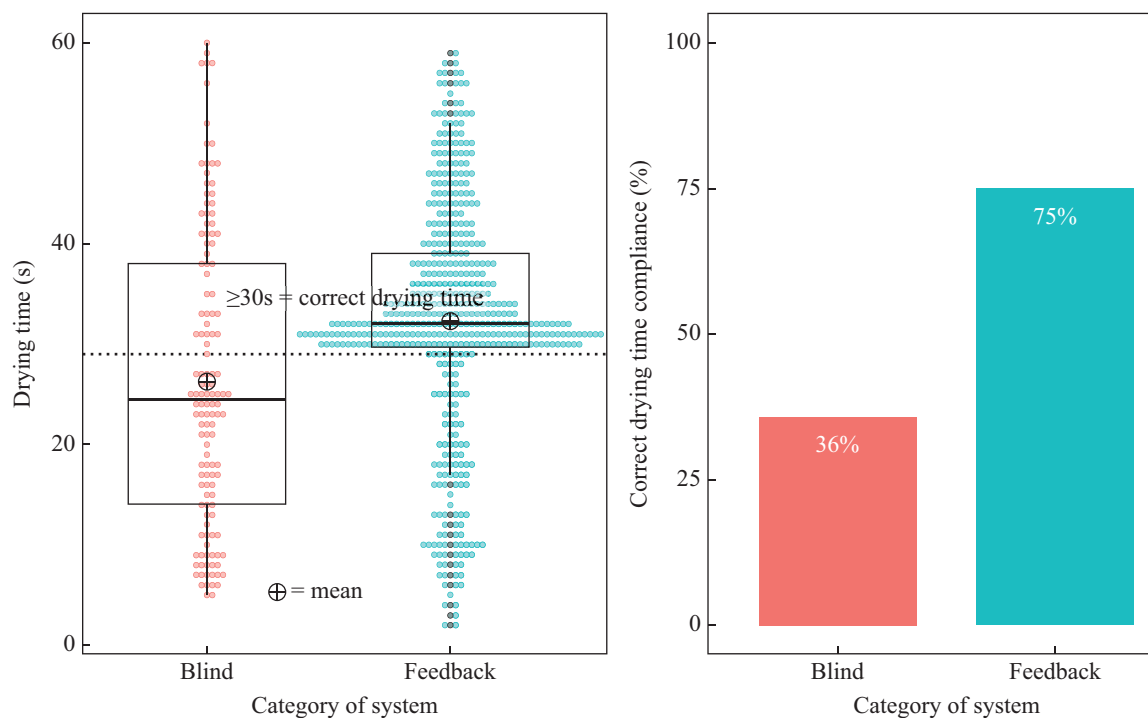 60
40
20
0
Drying time (s)
≥30s = correct drying time
= mean
Blind
Feedback
Category of system
100
75
50
25
0
Correct drying time compliance (%)
75%
36%
Blind
Feedback
Category of system